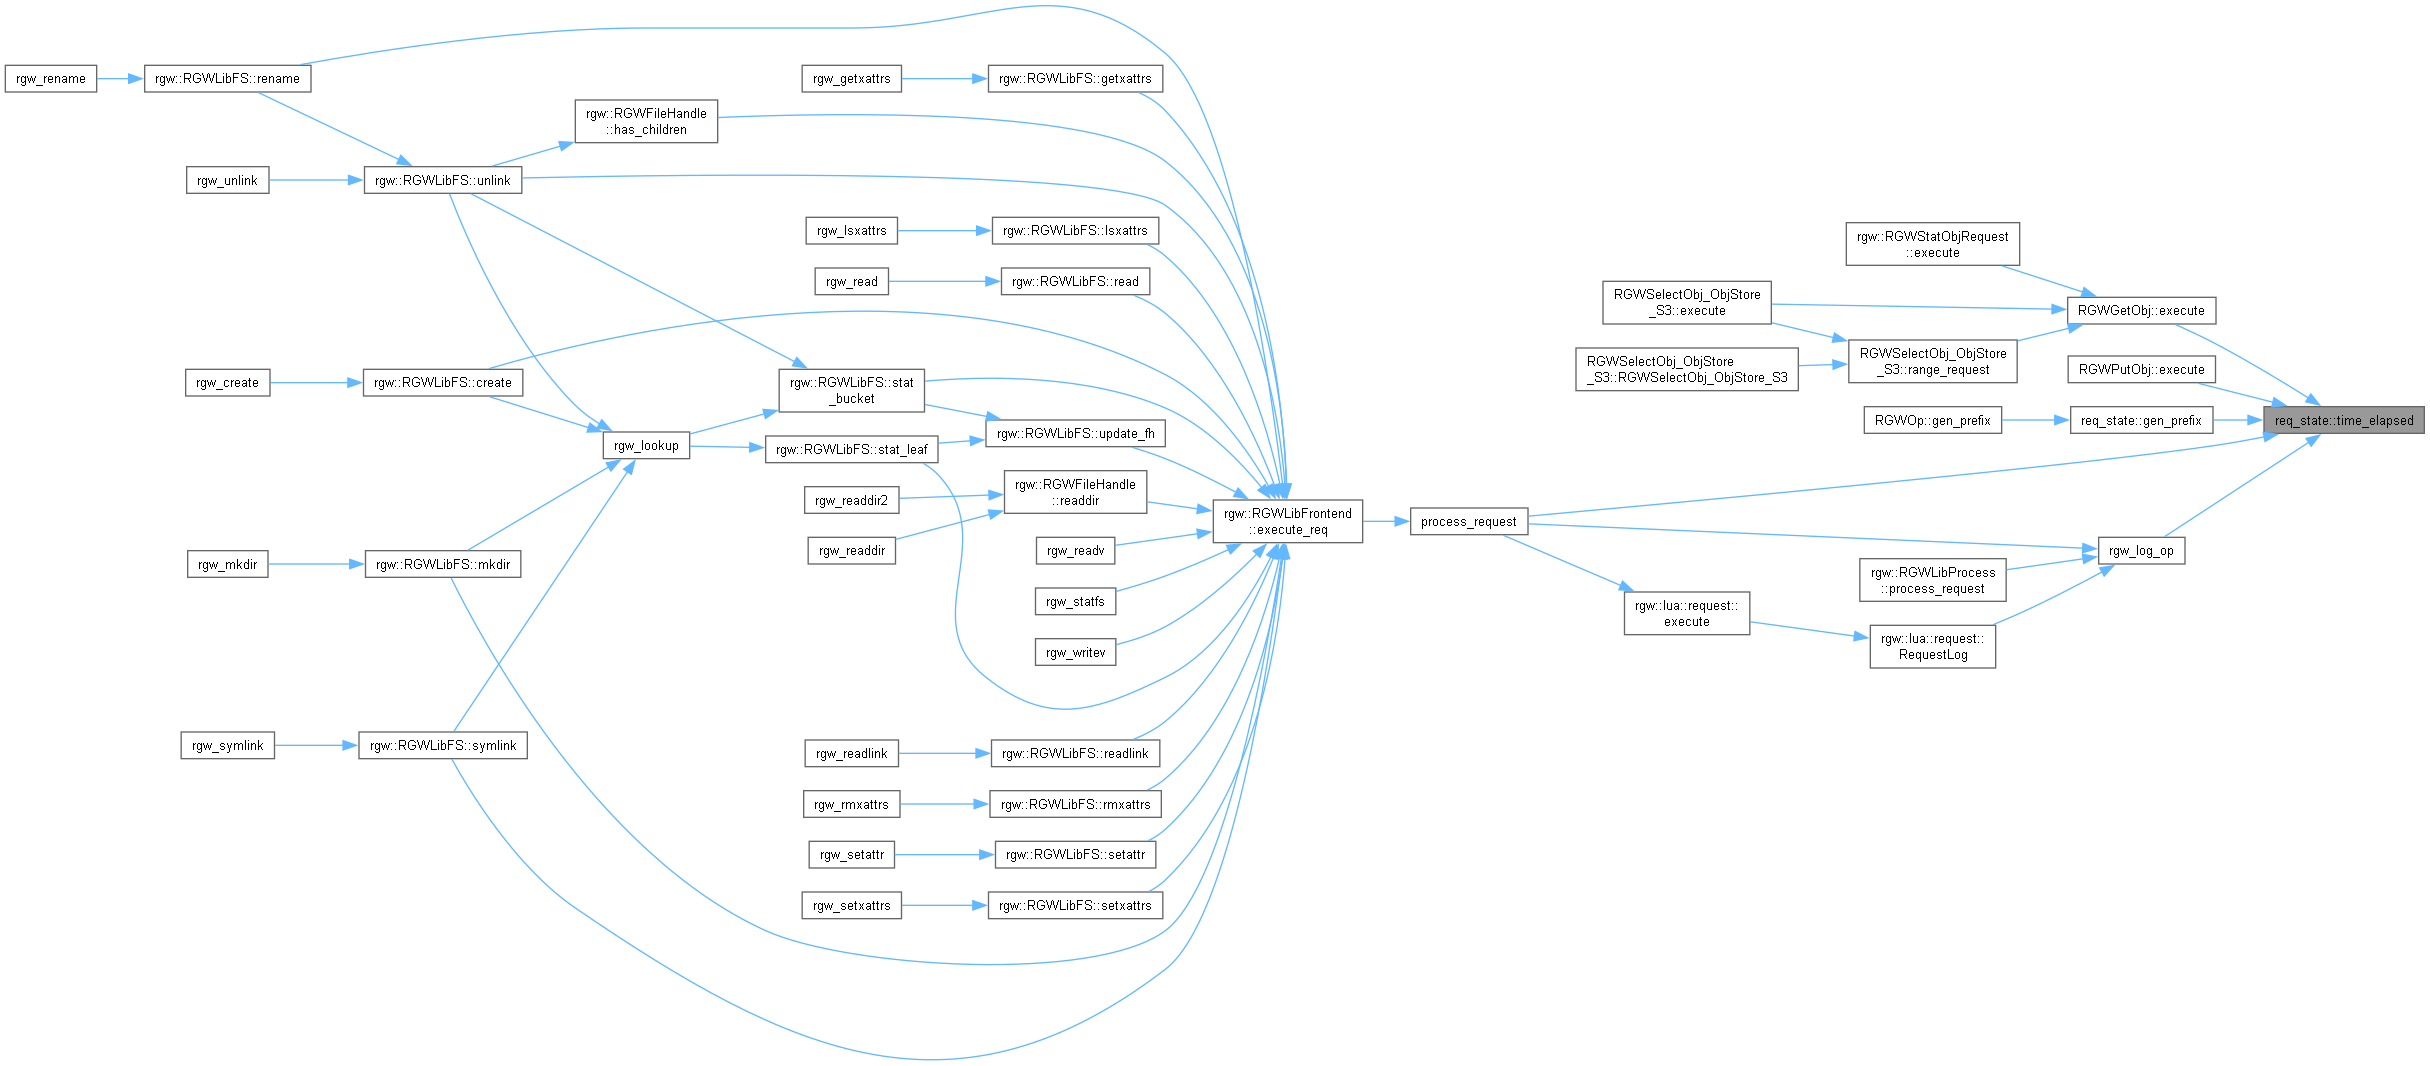 rgw_rename
rgw::RGWLibFS::rename
rgw_unlink
rgw_create
rgw_mkdir
rgw_symlink
rgw::RGWLibFS::unlink
rgw::RGWLibFS::create
rgw::RGWLibFS::mkdir
rgw::RGWLibFS::symlink
rgw::RGWFileHandle
::has_children
rgw_lookup
rgw_getxattrs
rgw_lsxattrs
rgw_read
rgw::RGWLibFS::stat
_bucket
rgw::RGWLibFS::stat_leaf
rgw_readdir2
rgw_readdir
rgw_readlink
rgw_rmxattrs
rgw_setattr
rgw_setxattrs
rgw::RGWLibFS::getxattrs
rgw::RGWLibFS::lsxattrs
rgw::RGWLibFS::read
rgw::RGWLibFS::update_fh
rgw::RGWFileHandle
::readdir
rgw_readv
rgw_statfs
rgw_writev
rgw::RGWLibFS::readlink
rgw::RGWLibFS::rmxattrs
rgw::RGWLibFS::setattr
rgw::RGWLibFS::setxattrs
rgw::RGWLibFrontend
::execute_req
process_request
RGWSelectObj_ObjStore
_S3::execute
RGWSelectObj_ObjStore
_S3::RGWSelectObj_ObjStore_S3
rgw::lua::request::
execute
rgw::RGWStatObjRequest
::execute
RGWSelectObj_ObjStore
_S3::range_request
RGWOp::gen_prefix
rgw::RGWLibProcess
::process_request
rgw::lua::request::
RequestLog
RGWGetObj::execute
RGWPutObj::execute
req_state::gen_prefix
rgw_log_op
req_state::time_elapsed